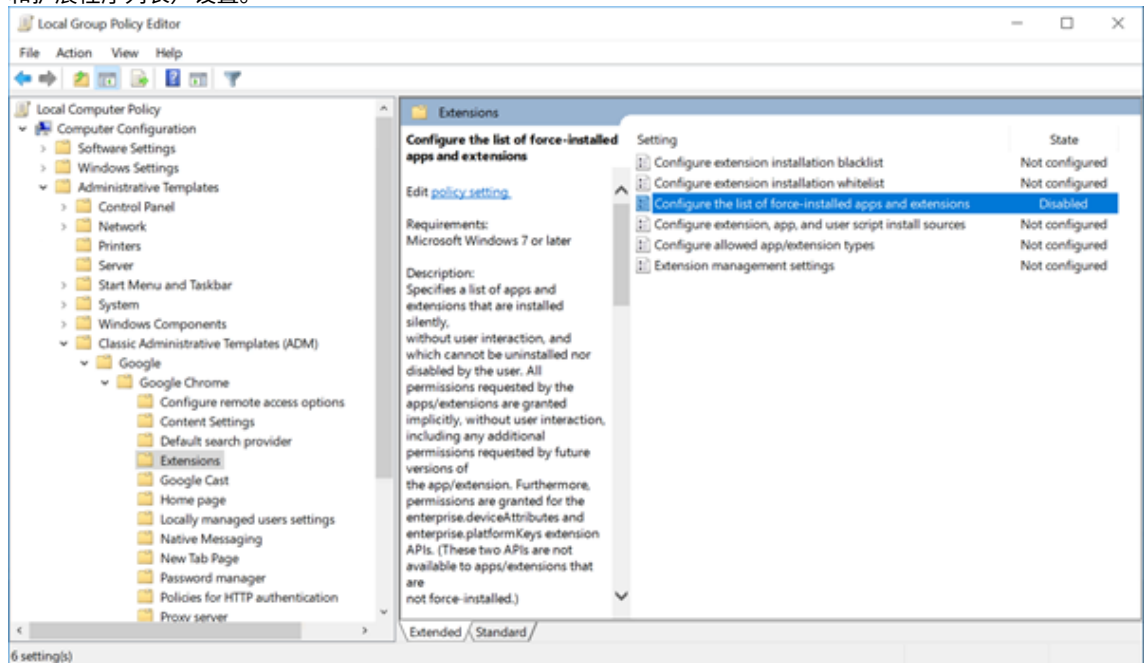 和扩展程序列表）设置。
Local Group Policy Editor
File Action View Help
Local Computer Policy
Computer Configuration
Software Settings
Windows Settings
Administrative Templates
Control Panel
Network
Printers
Server
Start Menu and Taskbar
System
Windows Components
Classic Administrative Templates (ADM)
Google
Google Chrome
Configure remote access options
Content Settings
Default search provider
Extensions
Google Cast
Home page
Locally managed users settings
Native Messaging
New Tab Page
Password manager
Policies for HTTP authentication
Proxy server
Extensions
Configure the list of force-installed
apps and extensions
Edit policy setting.
Requirements:
Microsoft Windows 7 or later
Description:
Specifies a list of apps and
extensions that are installed
silently,
without user interaction, and
which cannot be uninstalled nor
disabled by the user. All
permissions requested by the
apps/extensions are granted
implicitly, without user interaction,
including any additional
permissions requested by future
versions of
the app/extension. Furthermore,
permissions are granted for the
enterprise.deviceAttributes and
enterprise.platformKeys extension
APIs. (These two APIs are not
available to apps/extensions that
are
not force-installed.)
Setting State
Configure extension installation blacklist Not configured
Configure extension installation whitelist Not configured
Configure the list of force-installed apps and extensions Disabled
Configure extension, app, and user script install sources Not configured
Configure allowed app/extension types Not configured
Extension management settings Not configured
Extended Standard
6 setting(s)